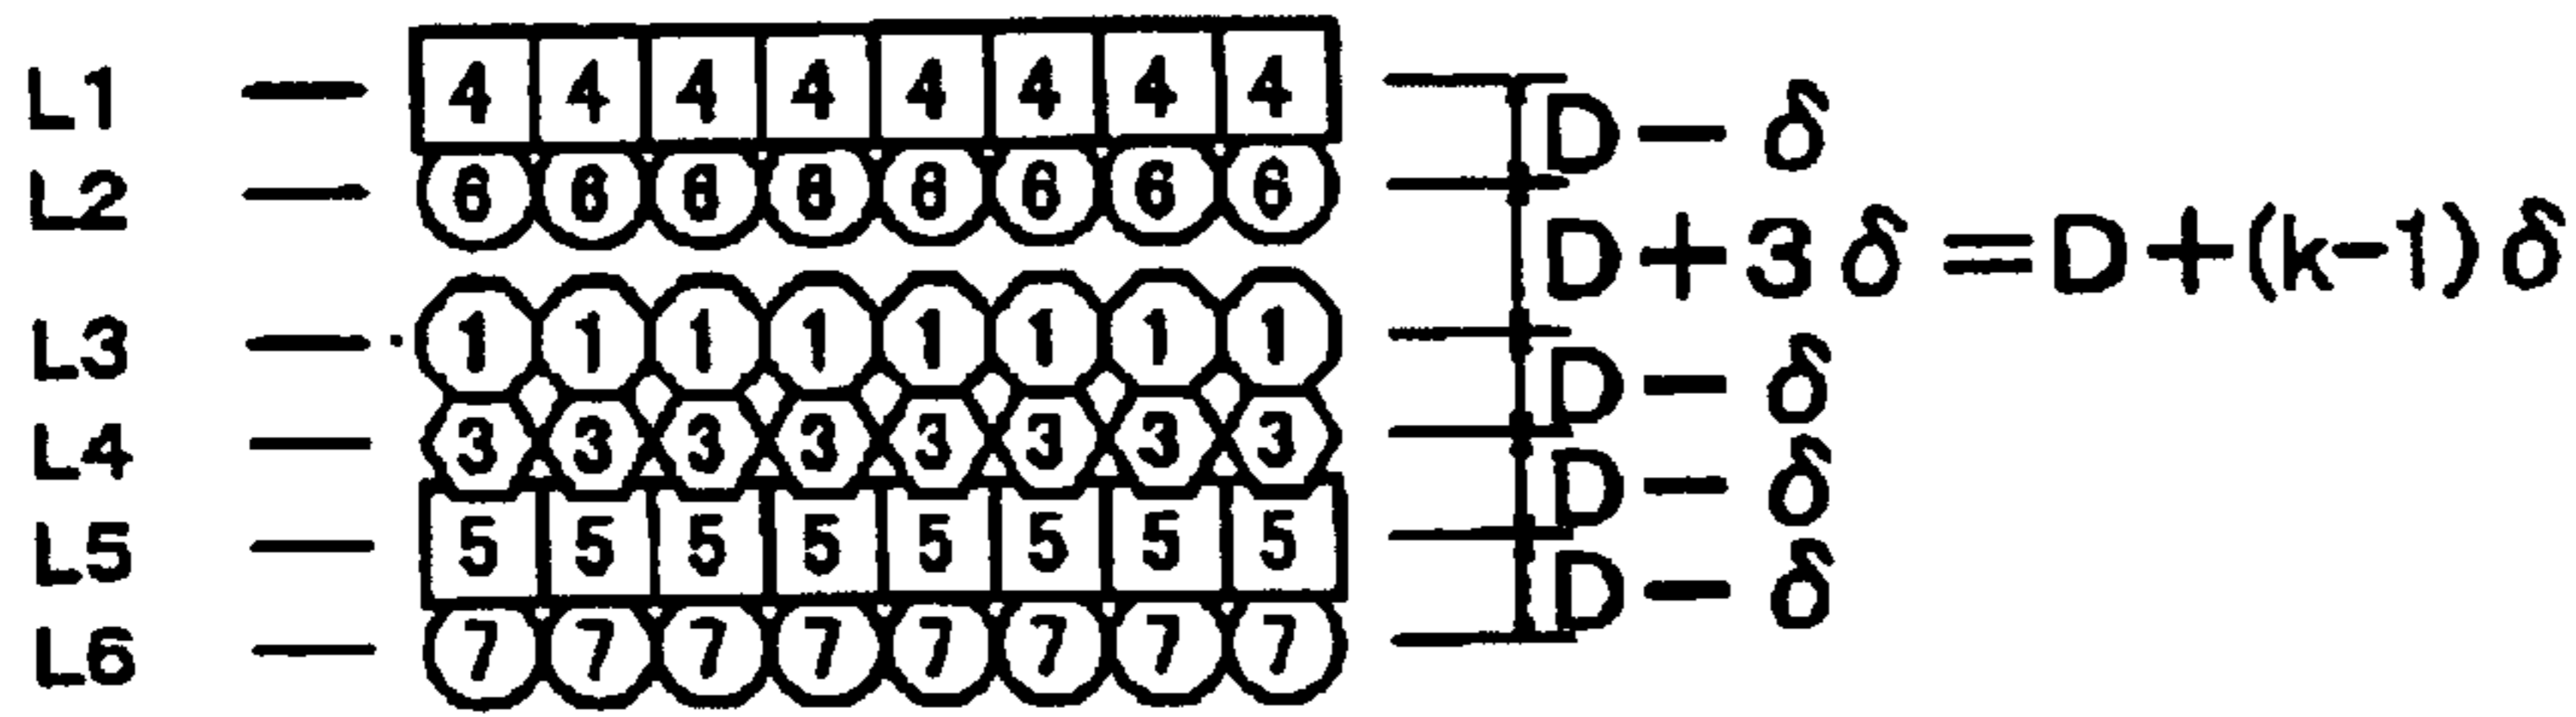 L1 — 4 4 4 4 4 4 4 4
D－δ
L2 — 6 6 6 6 6 6 6 6
D+3δ=D+(k-1)δ
L3 — 1 1 1 1 1 1 1 1
D－δ
L4 — 3 3 3 3 3 3 3 3
D－δ
L5 — 5 5 5 5 5 5 5 5
D－δ
L6 — 7 7 7 7 7 7 7 7